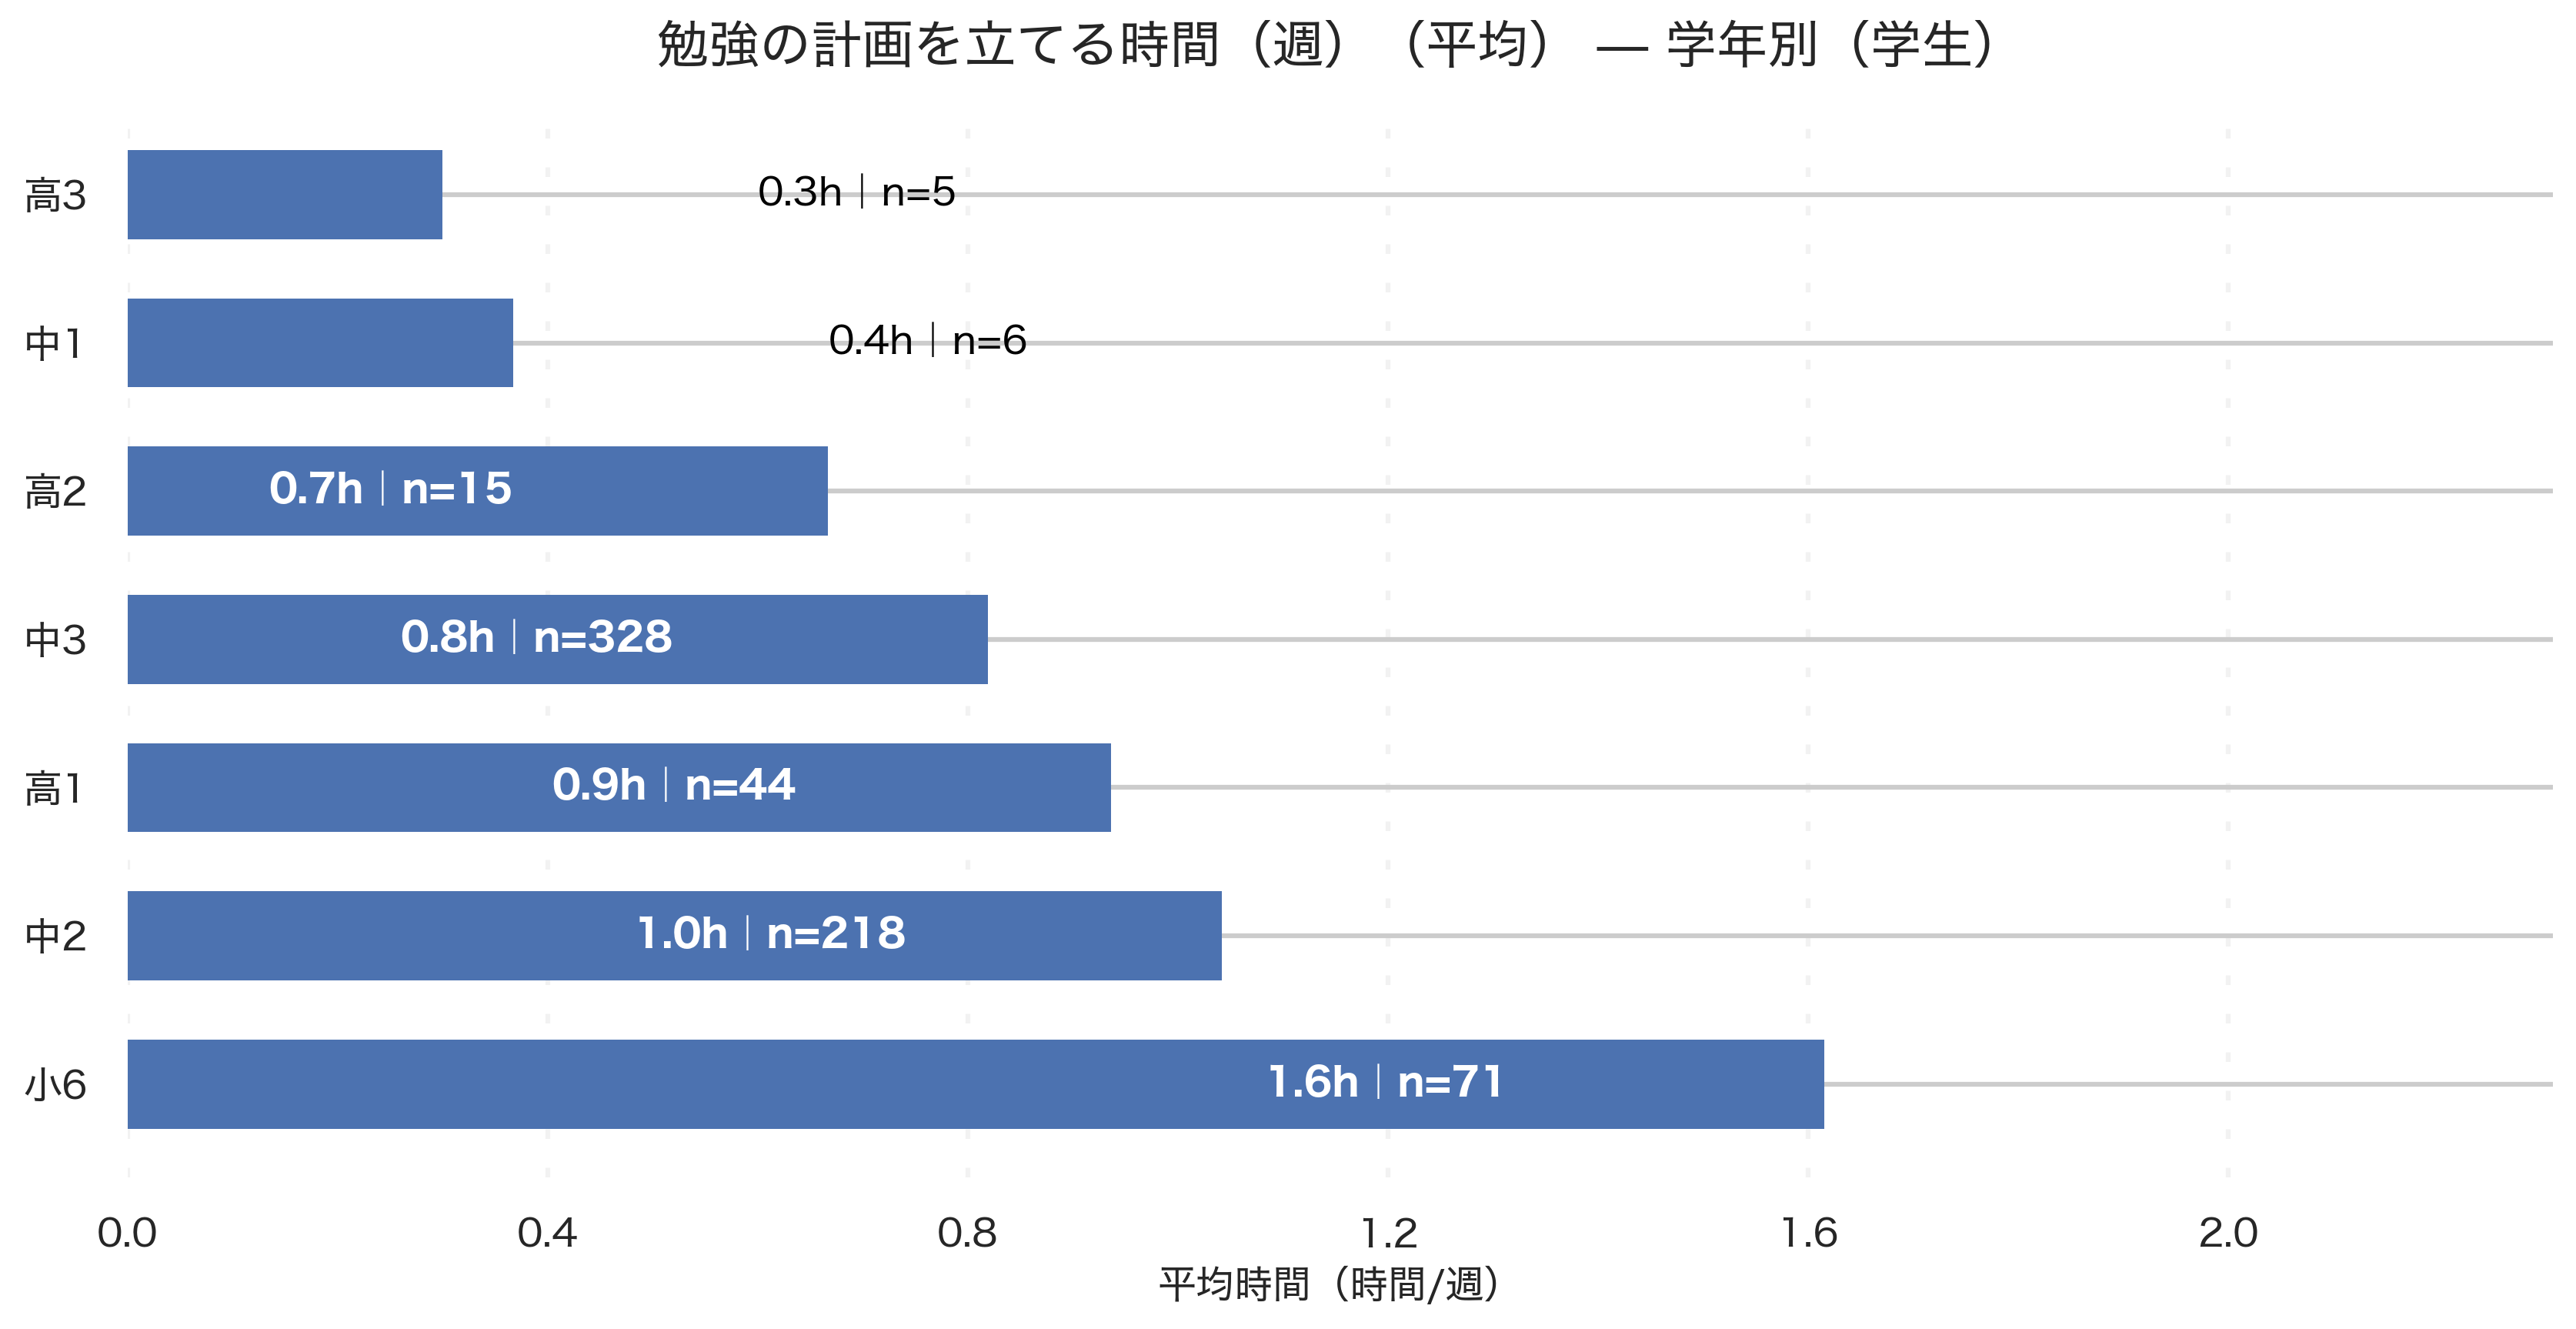 勉強の計画を立てる時間（週）（平均） — 学年別（学生）
高3 0.3h｜n=5
中1 0.4h｜n=6
高2 0.7h｜n=15
中3 0.8h｜n=328
高1 0.9h｜n=44
中2 1.0h｜n=218
小6 1.6h｜n=71
0.0 0.4 0.8 1.2 1.6 2.0
平均時間（時間/週）